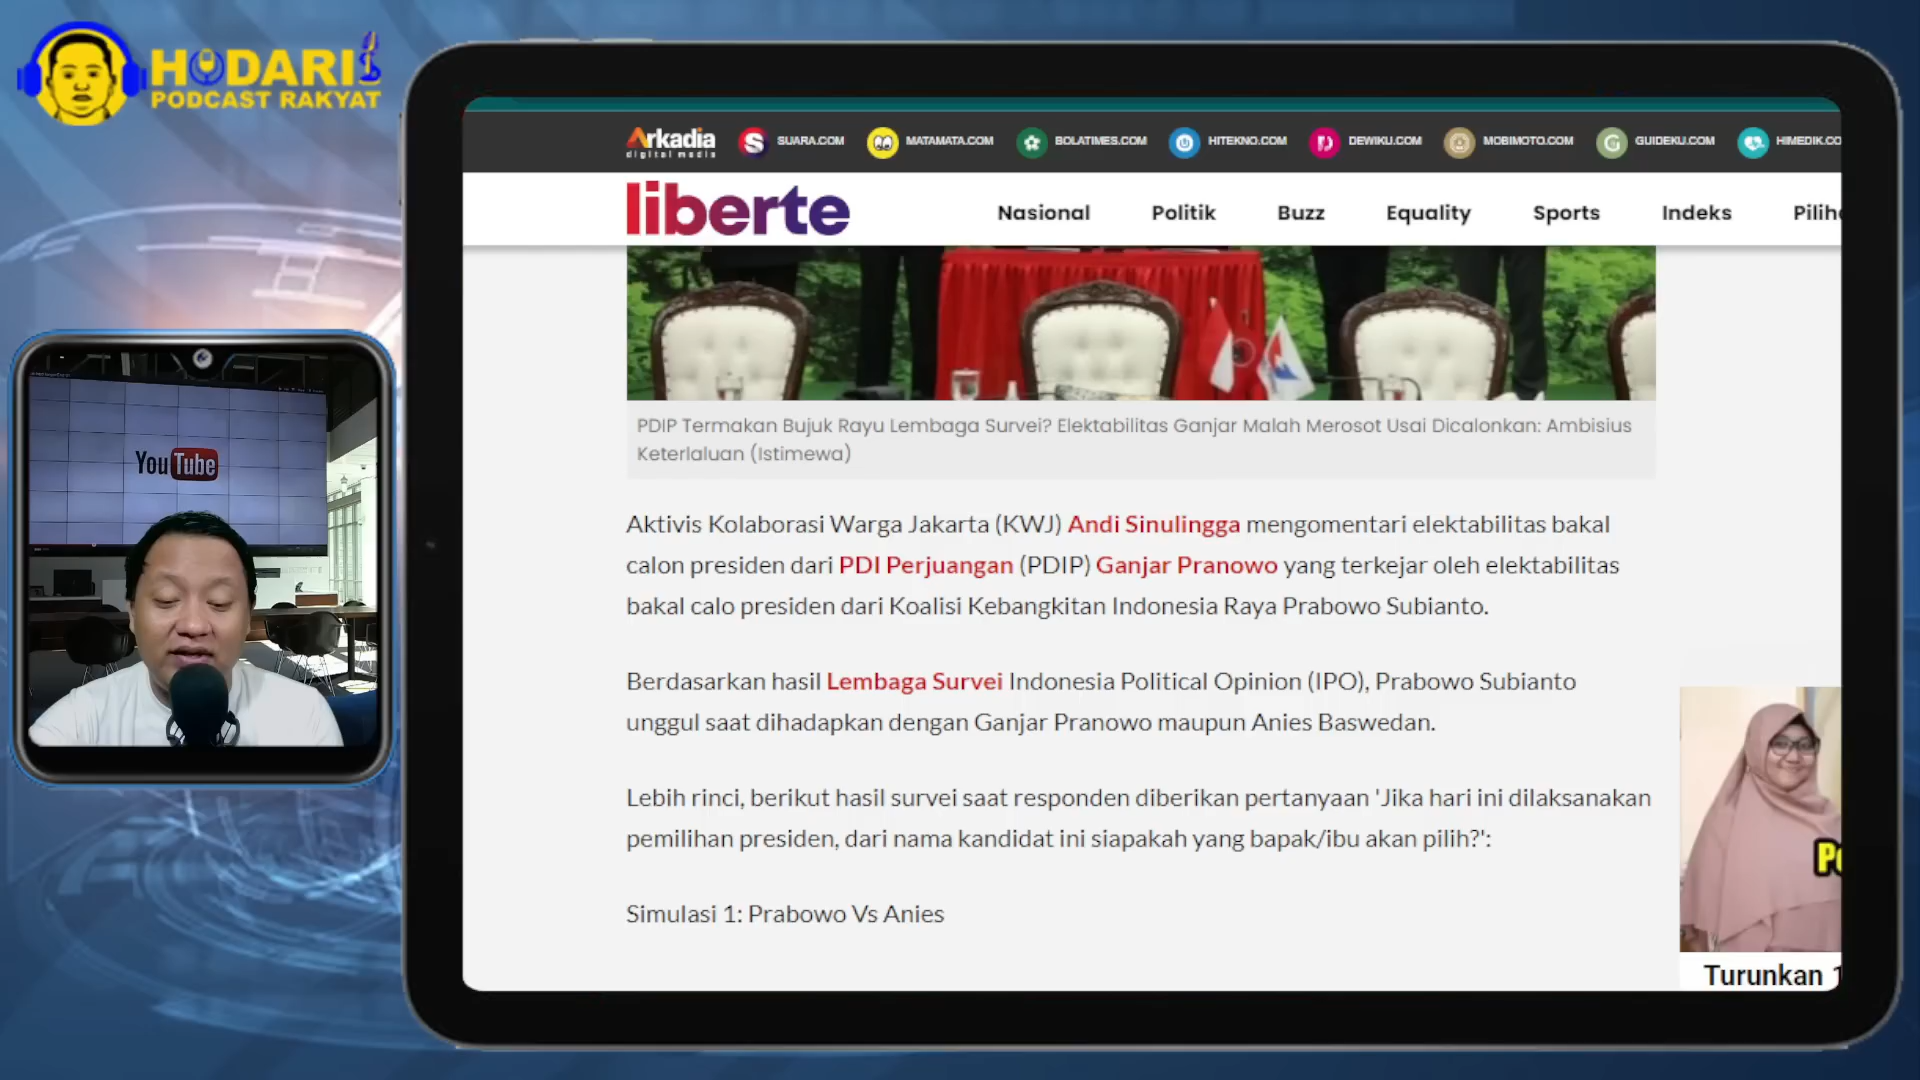 HODARI
PODCAST RAKYAT
YouTube
Arkadia
digital media
SUARA.COM
MATAMATA.COM
BOLATIMES.COM
HITEKNO.COM
DEWIKU.COM
MOBIMOTO.COM
GUIDEKU.COM
HIMEDIK.CO
liberte
Nasional
Politik
Buzz
Equality
Sports
Indeks
Piliha
PDIP Termakan Bujuk Rayu Lembaga Survei? Elektabilitas Ganjar Malah Merosot Usai Dicalonkan: Ambisius
Keterlaluan (Istimewa)
Aktivis Kolaborasi Warga Jakarta (KWJ) Andi Sinulingga mengomentari elektabilitas bakal
calon presiden dari PDI Perjuangan (PDIP) Ganjar Pranowo yang terkejar oleh elektabilitas
bakal calo presiden dari Koalisi Kebangkitan Indonesia Raya Prabowo Subianto.
Berdasarkan hasil Lembaga Survei Indonesia Political Opinion (IPO), Prabowo Subianto
unggul saat dihadapkan dengan Ganjar Pranowo maupun Anies Baswedan.
Lebih rinci, berikut hasil survei saat responden diberikan pertanyaan 'Jika hari ini dilaksanakan
pemilihan presiden, dari nama kandidat ini siapakah yang bapak/ibu akan pilih?':
Simulasi 1: Prabowo Vs Anies
Turunkan 1